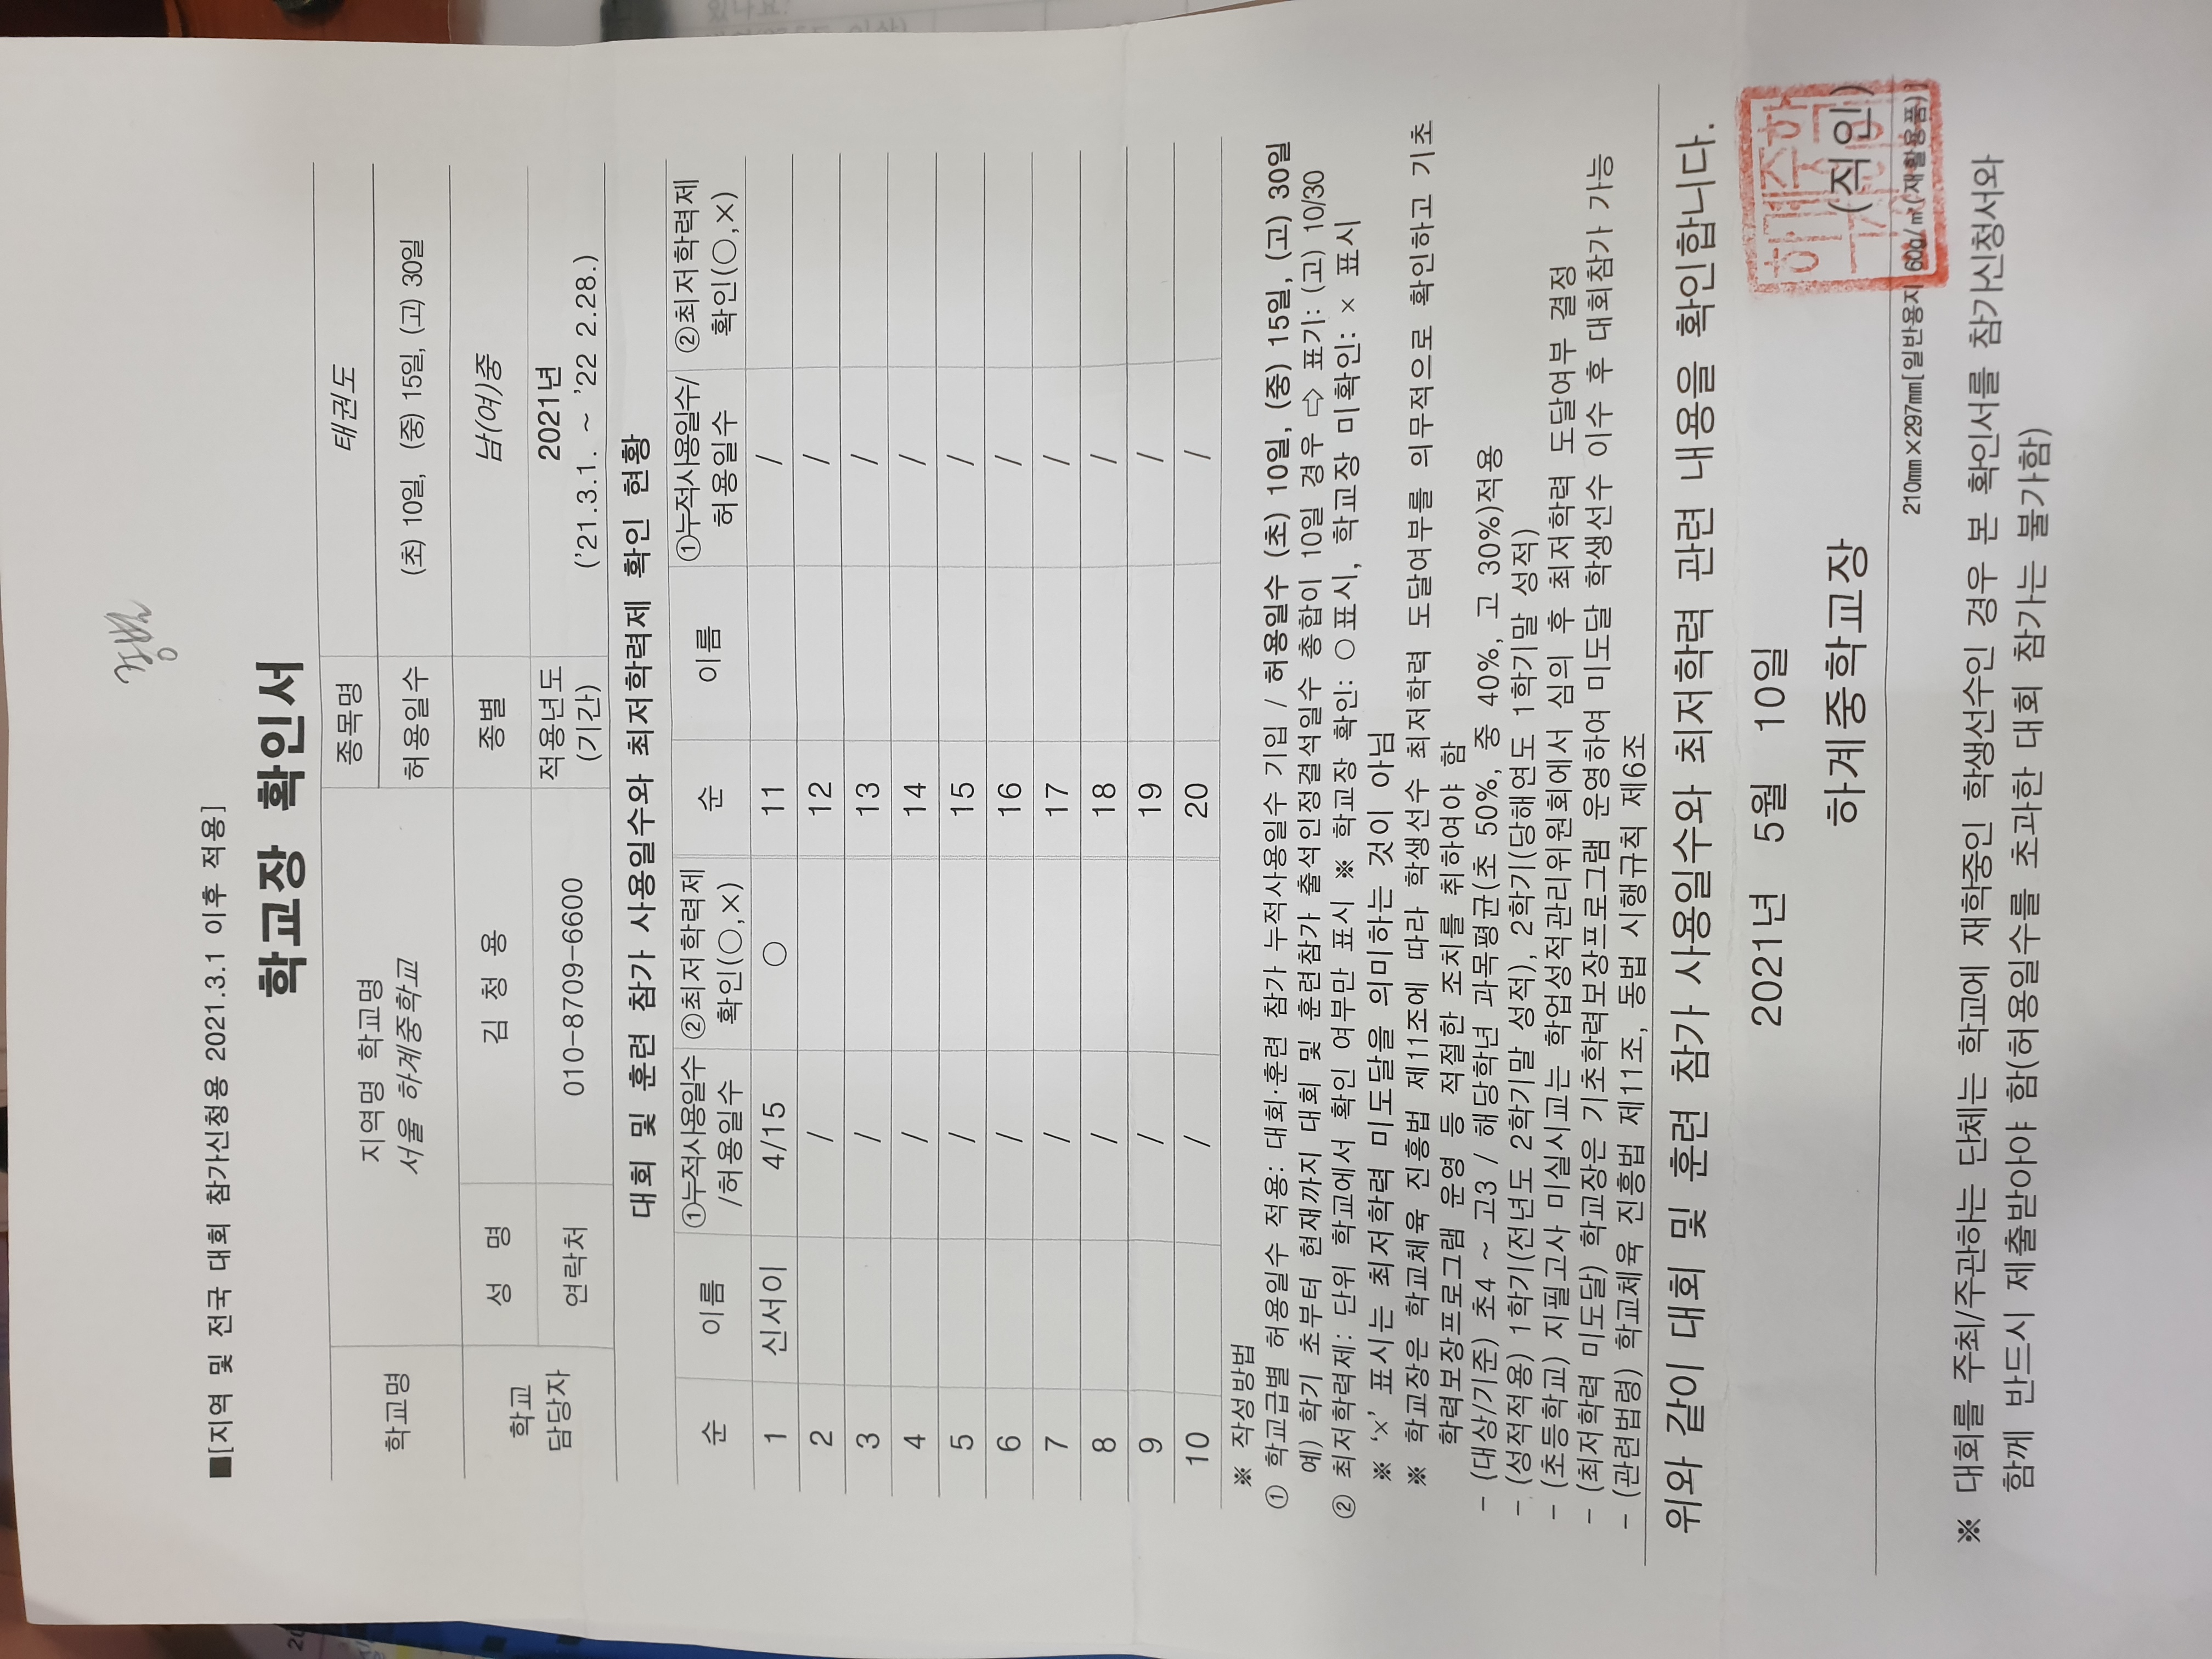 ■[지역 및 전국 대회 참가신청용 2021.3.1 이후 적용]
학교장 확인서
학교명 지역명 학교명 종목명 태권도
서울 하계중학교 허용일수 (초) 10일, (중) 15일, (고) 30일
학교 담당자 성 명 김 청 용 종별 남(여)중
연락처 010-8709-6600 적용년도 (기간) 2021년
('21.3.1. ~ '22 2.28.)
대회 및 훈련 참가 사용일수와 최저학력제 확인 현황
순 이름 ①누적사용일수 /허용일수 ②최저학력제 확인(○,×) 순 이름 ①누적사용일수/ 허용일수 ②최저학력제 확인(○,×)
1 신서이 4/15 ○ 11 /
2 / 12 /
3 / 13 /
4 / 14 /
5 / 15 /
6 / 16 /
7 / 17 /
8 / 18 /
9 / 19 /
10 / 20 /
※ 작성방법
① 학교급별 허용일수 적용: 대회·훈련 참가 누적사용일수 기입 / 허용일수 (초) 10일, (중) 15일, (고) 30일
예) 학기 초부터 현재까지 대회 및 훈련참가 출석인정결석일수 총합이 10일 경우 ⇨ 표기: (고) 10/30
② 최저학력제: 단위 학교에서 확인 여부만 표시 ※ 학교장 확인: ○표시, 학교장 미확인: × 표시
※ '×' 표시는 최저학력 미도달을 의미하는 것이 아님
※ 학교장은 학교체육 진흥법 제11조에 따라 학생선수 최저학력 도달여부를 의무적으로 확인하고 기초
학력보장프로그램 운영 등 적절한 조치를 취하여야 함
- (대상/기준) 초4 ~ 고3 / 해당학년 과목평균(초 50%, 중 40%, 고 30%)적용
- (성적적용) 1학기(전년도 2학기말 성적), 2학기(당해연도 1학기말 성적)
- (초등학교) 지필고사 미실시교는 학업성적관리위원회에서 심의 후 최저학력 도달여부 결정
- (최저학력 미도달) 학교장은 기초학력보장프로그램 운영하여 미도달 학생선수 이수 후 대회참가 가능
- (관련법령) 학교체육 진흥법 제11조, 동법 시행규칙 제6조
위와 같이 대회 및 훈련 참가 사용일수와 최저학력 관련 내용을 확인합니다.
2021년 5월 10일
하계중학교장 (직인)
210㎜×297㎜[일반용지 60g/㎡(재활용품)]
※ 대회를 주최/주관하는 단체는 학교에 재학중인 학생선수인 경우 본 확인서를 참가신청서와
함께 반드시 제출받아야 함(허용일수를 초과한 대회 참가는 불가함)